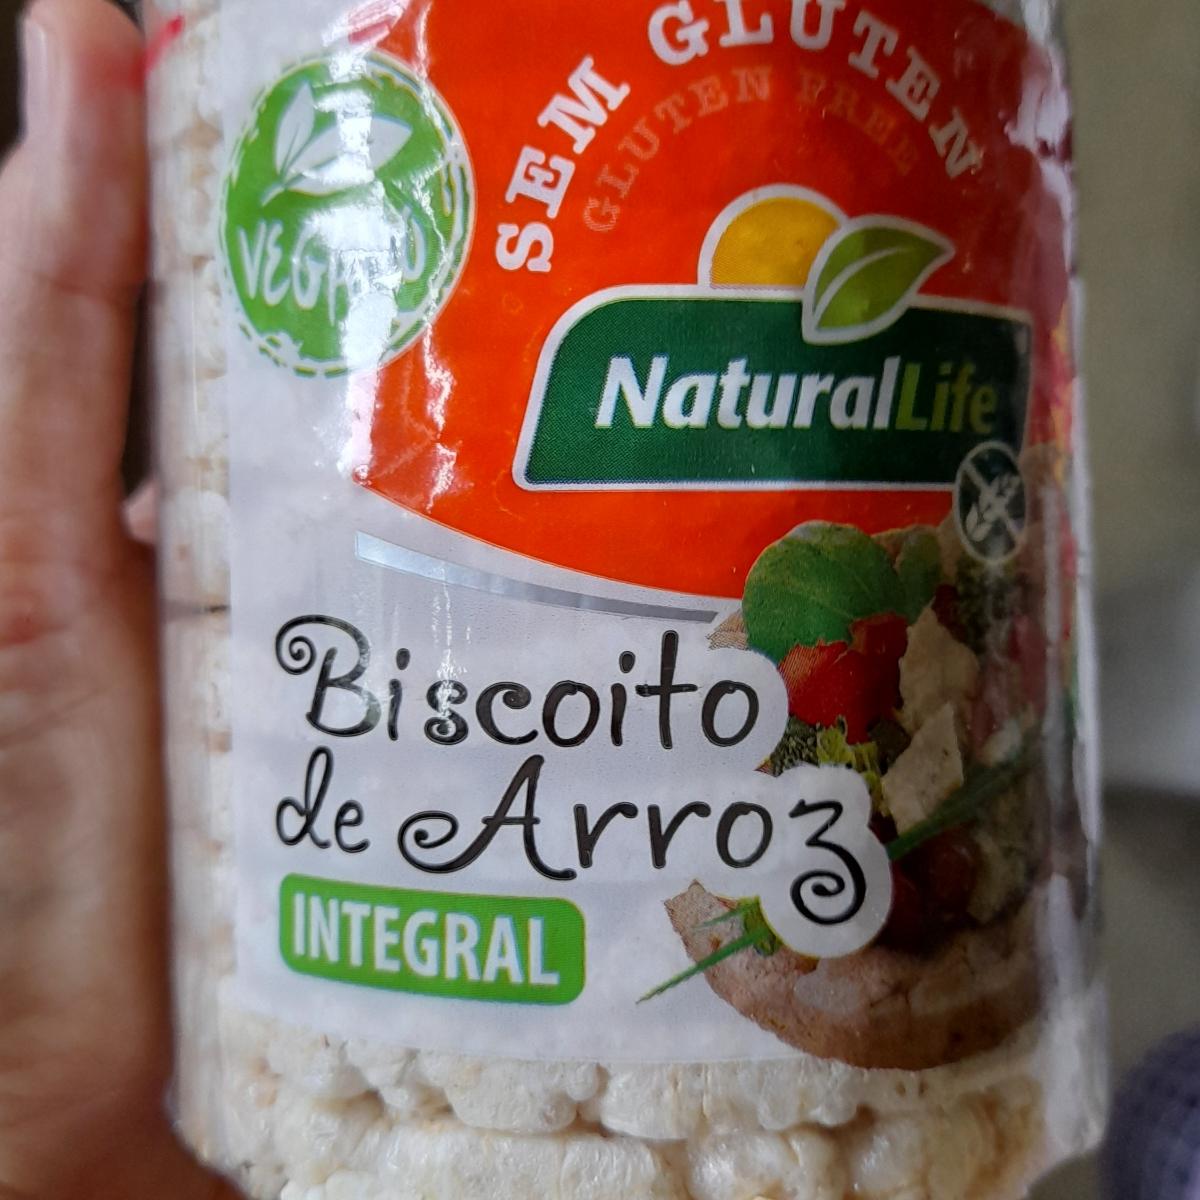 SEM GLUTEN
GLUTEN FREE
VEGANO
NaturalLife
Biscoito
de Arroz
INTEGRAL